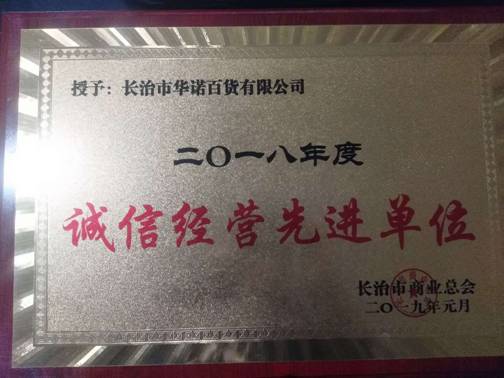 授予：长治市华诺百货有限公司
二〇一八年度
诚信经营先进单位
长治市商业总会
二〇一九年元月